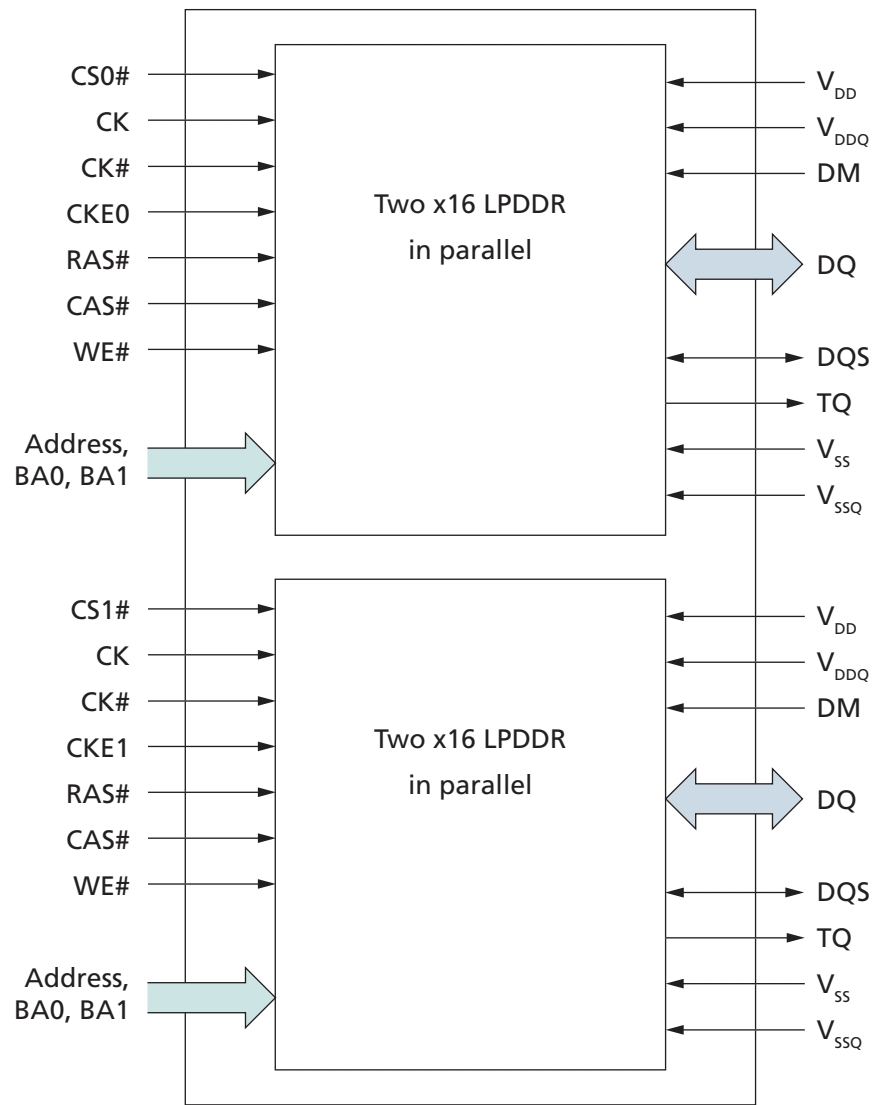 CS0#
CK
CK#
CKE0
RAS#
CAS#
WE#
Address,
BA0, BA1
Two x16 LPDDR
in parallel
VDD
VDDQ
DM
DQ
DQS
TQ
VSS
VSSQ
CS1#
CK
CK#
CKE1
RAS#
CAS#
WE#
Address,
BA0, BA1
Two x16 LPDDR
in parallel
VDD
VDDQ
DM
DQ
DQS
TQ
VSS
VSSQ